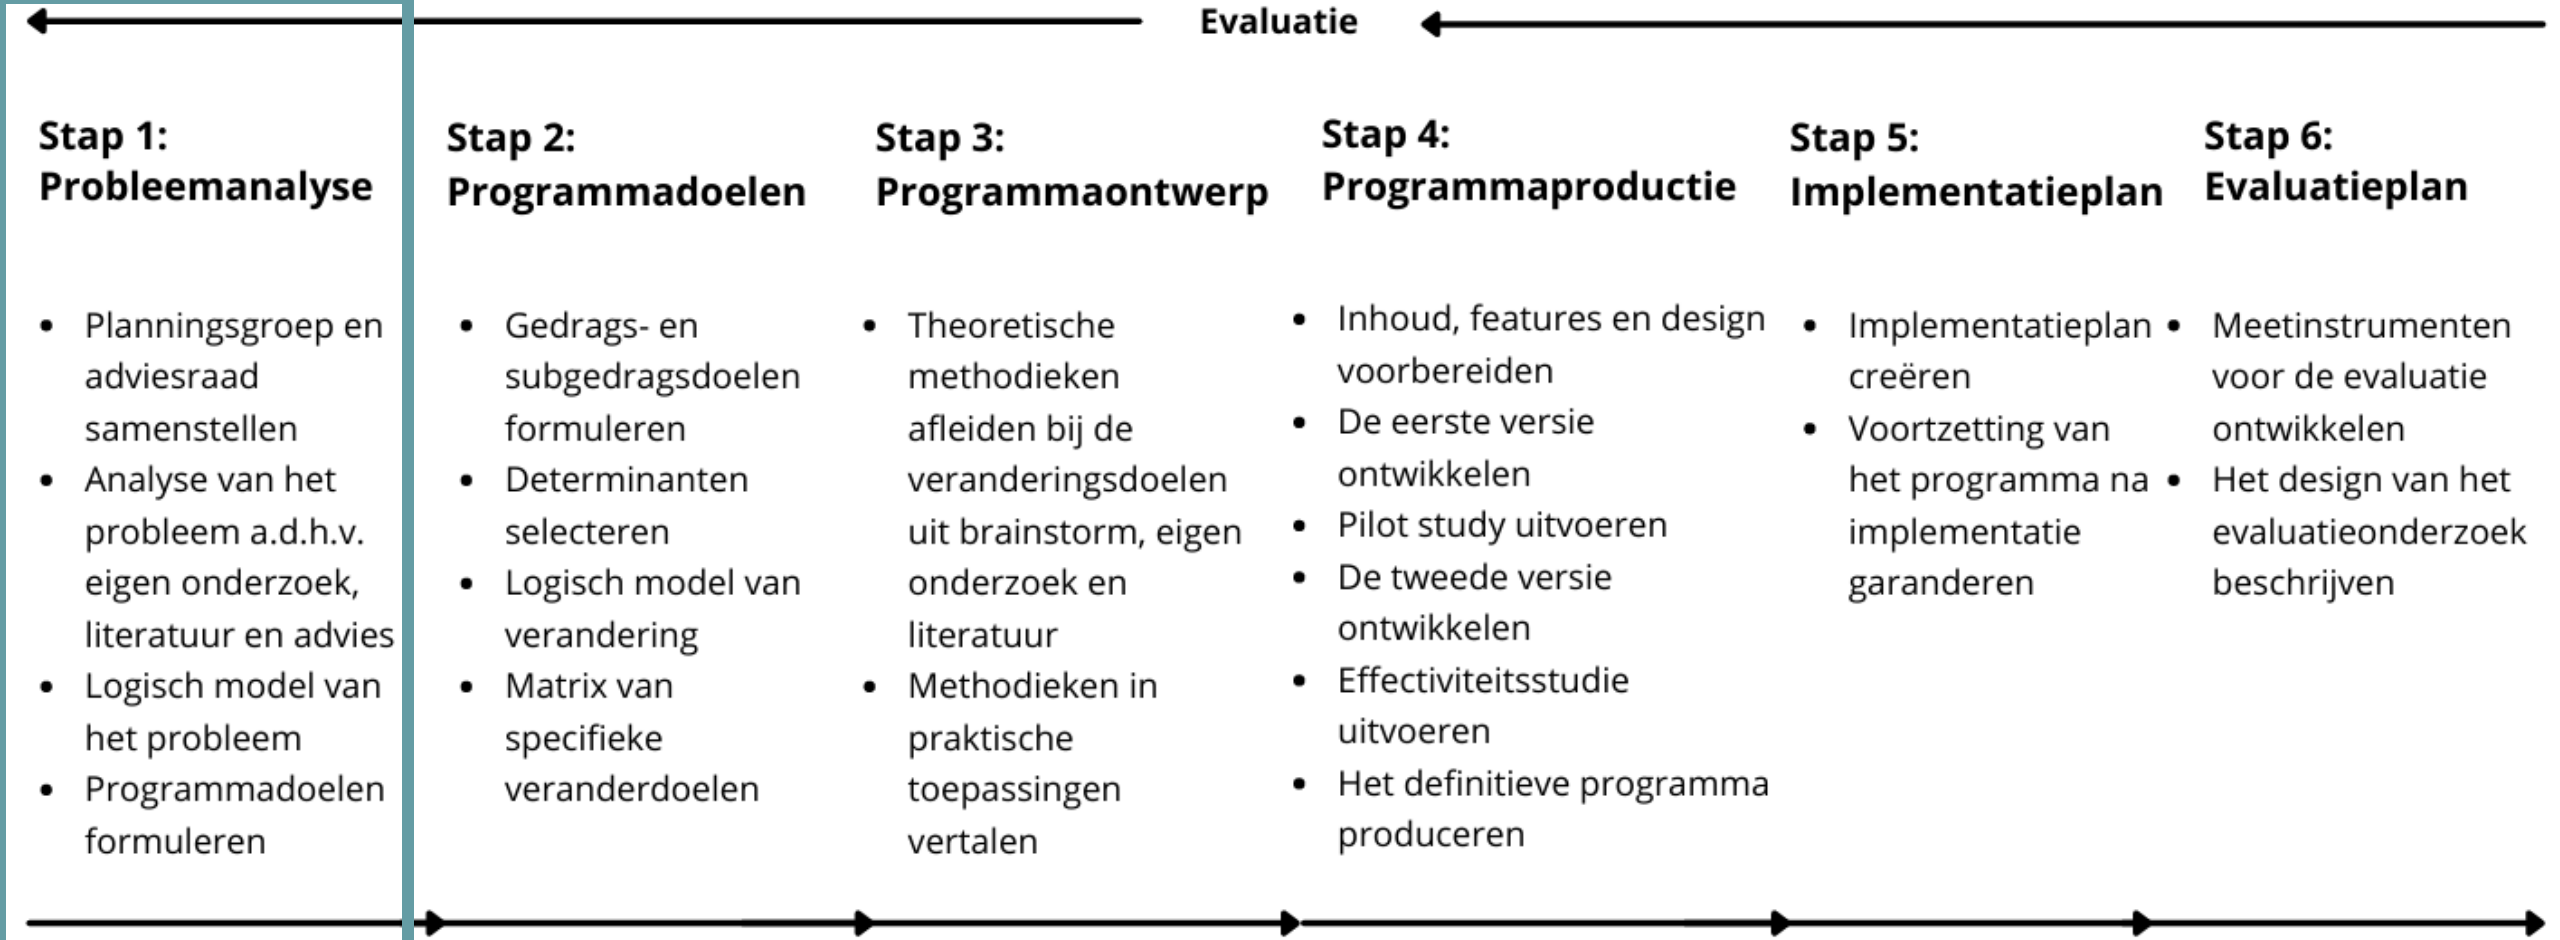 Evaluatie
Stap 1:
Probleemanalyse
• Planningsgroep en
adviesraad
samenstellen
• Analyse van het
probleem a.d.h.v.
eigen onderzoek,
literatuur en advies
• Logisch model van
het probleem
• Programmadoelen
formuleren
Stap 2:
Programmadoelen
• Gedrags- en
subgedragsdoelen
formuleren
• Determinanten
selecteren
• Logisch model van
verandering
• Matrix van
specifieke
veranderdoelen
Stap 3:
Programmaontwerp
• Theoretische
methodieken
afleiden bij de
veranderingsdoelen
uit brainstorm, eigen
onderzoek en
literatuur
• Methodieken in
praktische
toepassingen
vertalen
Stap 4:
Programmaproductie
• Inhoud, features en design
voorbereiden
• De eerste versie
ontwikkelen
• Pilot study uitvoeren
• De tweede versie
ontwikkelen
• Effectiviteitsstudie
uitvoeren
• Het definitieve programma
produceren
Stap 5:
Implementatieplan
• Implementatieplan
creëren
• Voortzetting van
het programma na
implementatie
garanderen
Stap 6:
Evaluatieplan
• Meetinstrumenten
voor de evaluatie
ontwikkelen
• Het design van het
evaluatieonderzoek
beschrijven